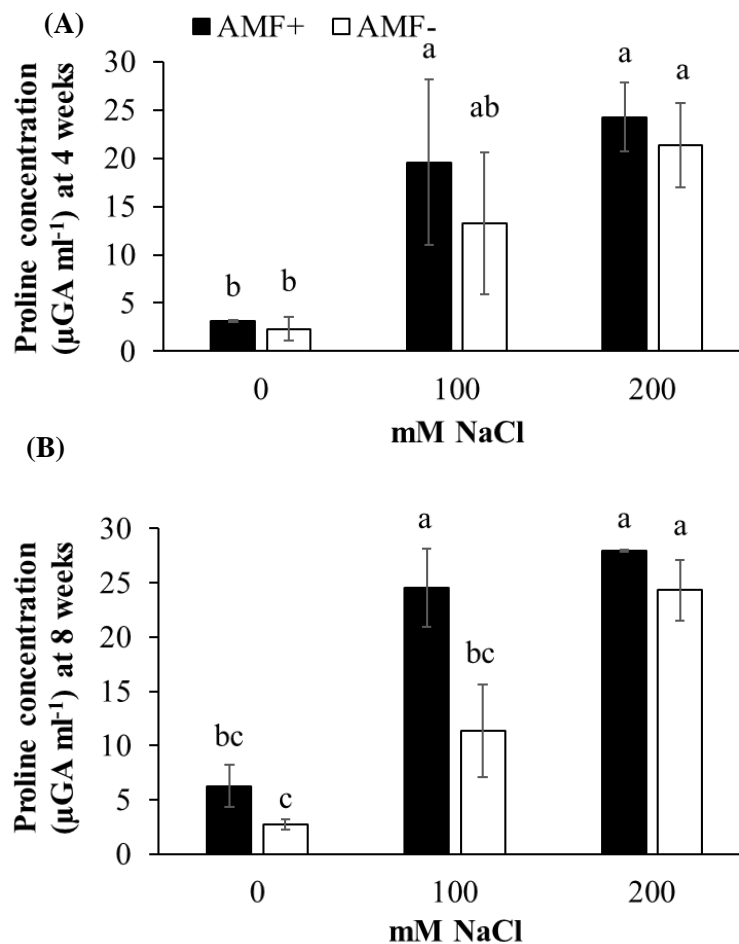 (A)
AMF+ AMF-
Proline concentration
(µGA ml-1) at 4 weeks
30
25
20
15
10
5
0
b b a ab a a
0 100 200
mM NaCl
(B)
Proline concentration
(µGA ml-1) at 8 weeks
30
25
20
15
10
5
0
bc c a bc a a
0 100 200
mM NaCl